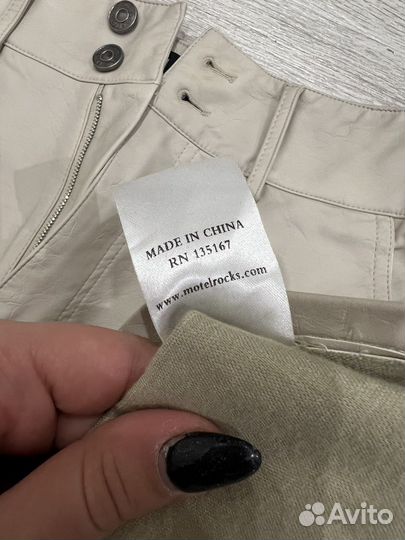 MADE IN CHINA
RN 135167
www.motelrocks.com
Avito